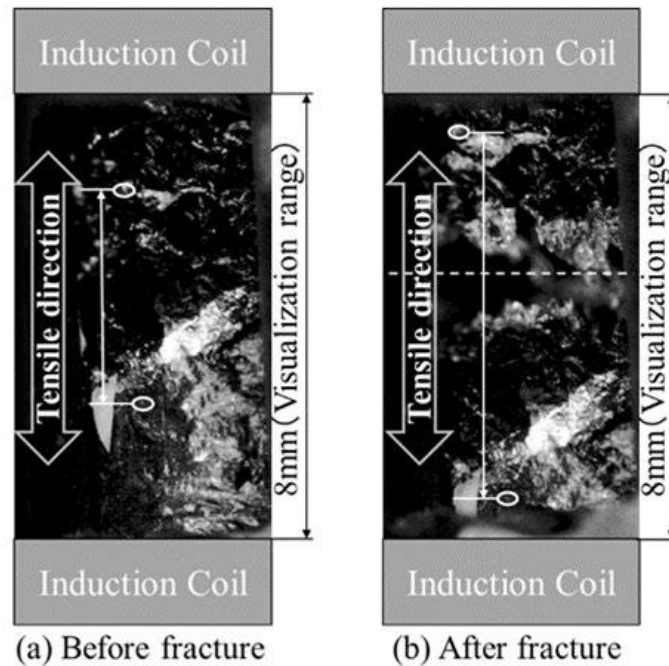 Induction Coil
Tensile direction
8mm(Visualization range)
Induction Coil
(a) Before fracture
Induction Coil
Tensile direction
8mm(Visualization range)
Induction Coil
(b) After fracture